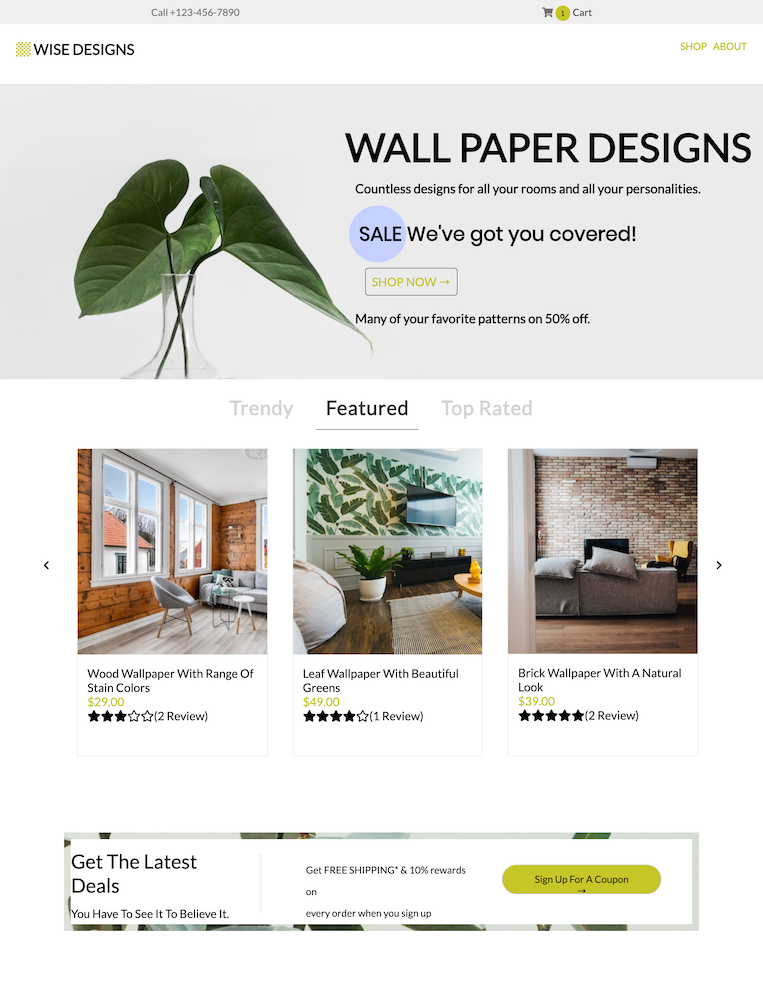 Call +123-456-7890
1 Cart
WISE DESIGNS
SHOP ABOUT
WALL PAPER DESIGNS
Countless designs for all your rooms and all your personalities.
SALE We've got you covered!
SHOP NOW →
Many of your favorite patterns on 50% off.
Trendy Featured Top Rated
Wood Wallpaper With Range Of
Stain Colors
$29.00
(2 Review)
Leaf Wallpaper With Beautiful
Greens
$49.00
(1 Review)
Brick Wallpaper With A Natural
Look
$39.00
(2 Review)
Get The Latest
Deals
You Have To See It To Believe It.
Get FREE SHIPPING* & 10% rewards
on
every order when you sign up
Sign Up For A Coupon
→